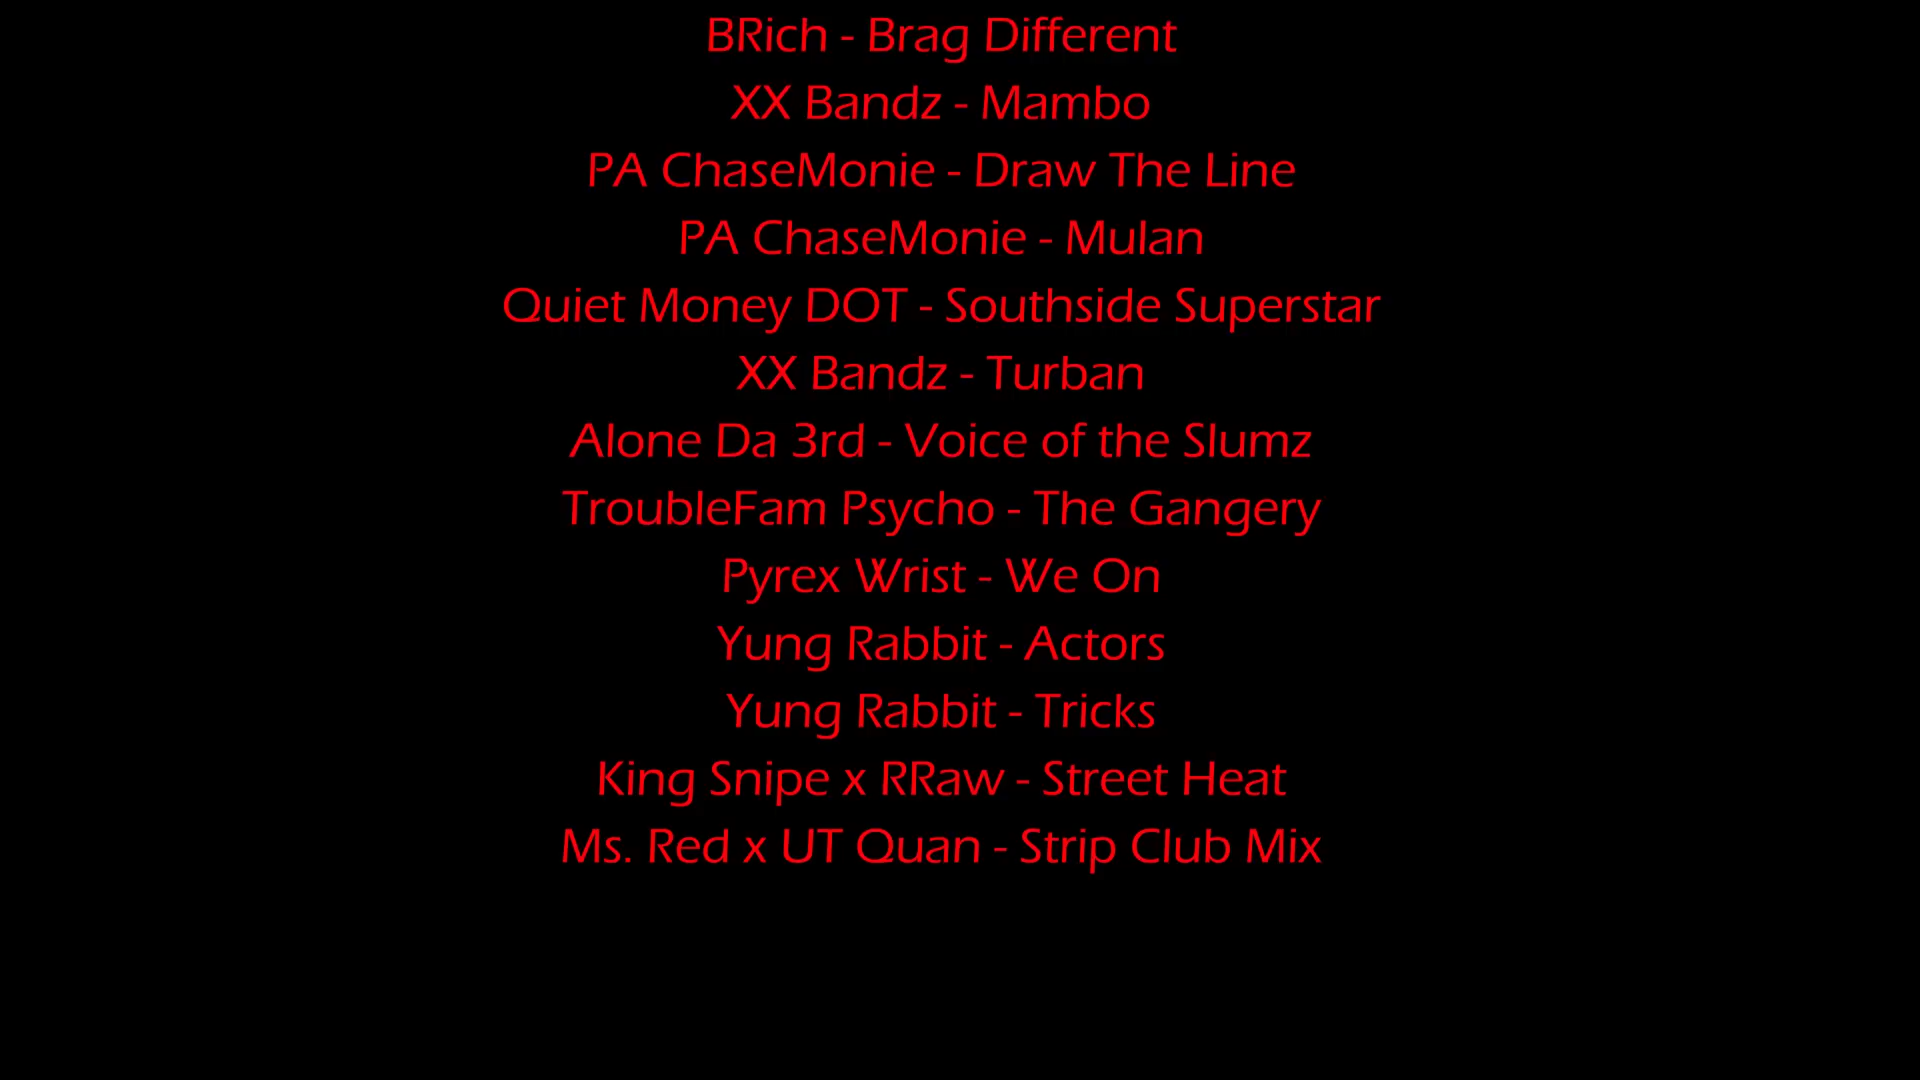 BRich - Brag Different
XX Bandz - Mambo
PA ChaseMonie - Draw The Line
PA ChaseMonie - Mulan
Quiet Money DOT - Southside Superstar
XX Bandz - Turban
Alone Da 3rd - Voice of the Slumz
TroubleFam Psycho - The Gangery
Pyrex Wrist - We On
Yung Rabbit - Actors
Yung Rabbit - Tricks
King Snipe x RRaw - Street Heat
Ms. Red x UT Quan - Strip Club Mix